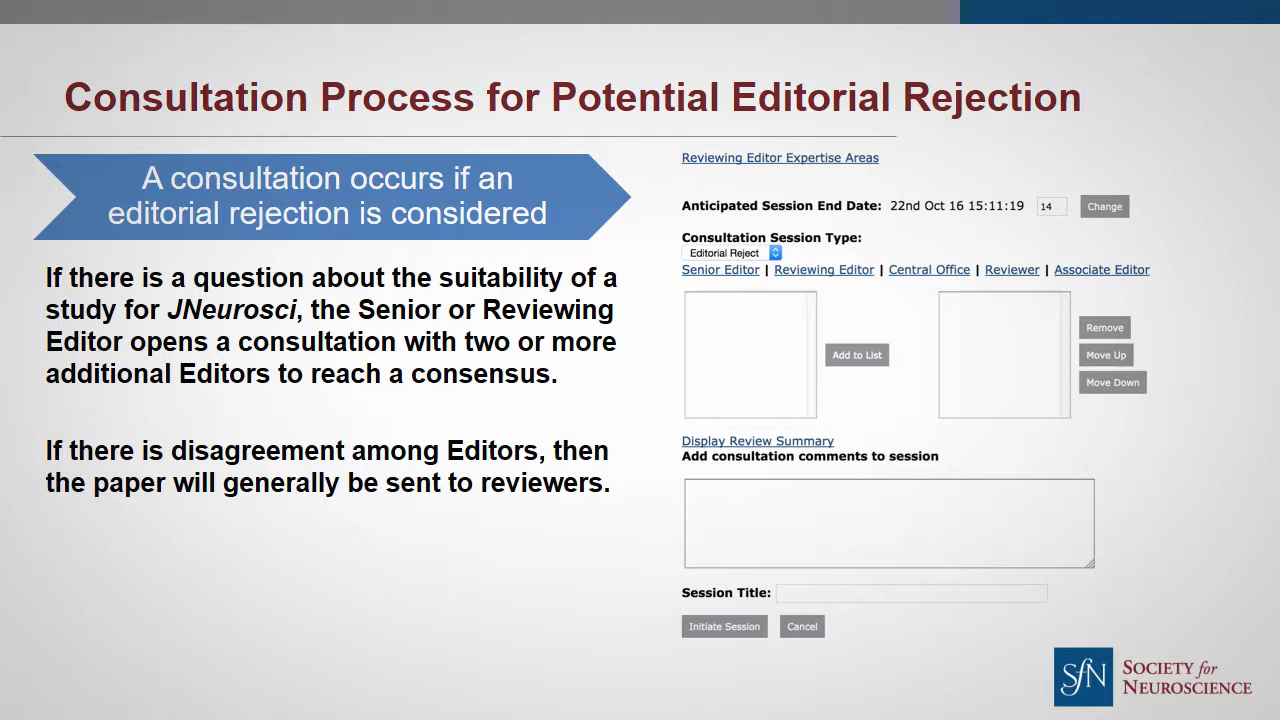 Consultation Process for Potential Editorial Rejection
A consultation occurs if an
editorial rejection is considered
If there is a question about the suitability of a
study for JNeurosci, the Senior or Reviewing
Editor opens a consultation with two or more
additional Editors to reach a consensus.
If there is disagreement among Editors, then
the paper will generally be sent to reviewers.
Reviewing Editor Expertise Areas
Anticipated Session End Date: 22nd Oct 16 15:11:19 14 Change
Consultation Session Type:
Editorial Reject
Senior Editor | Reviewing Editor | Central Office | Reviewer | Associate Editor
Remove
Add to List
Move Up
Move Down
Display Review Summary
Add consultation comments to session
Session Title:
Initiate Session Cancel
SfN SOCIETY for
NEUROSCIENCE